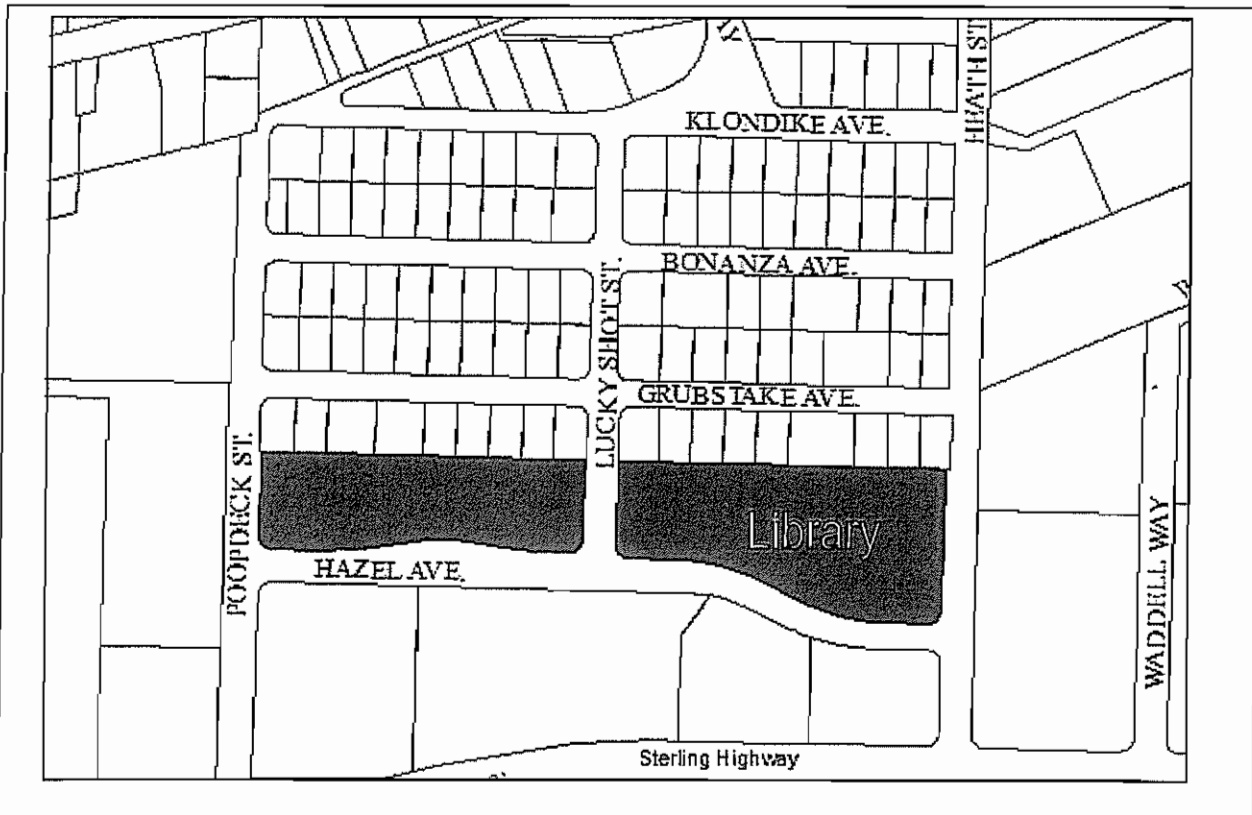 HEATH ST.
KLONDIKE AVE.
BONANZA AVE.
LUCKY SHOT ST.
GRUBSTAKE AVE.
POOPDECK ST.
Library
HAZEL AVE.
WADDELL WAY
Sterling Highway